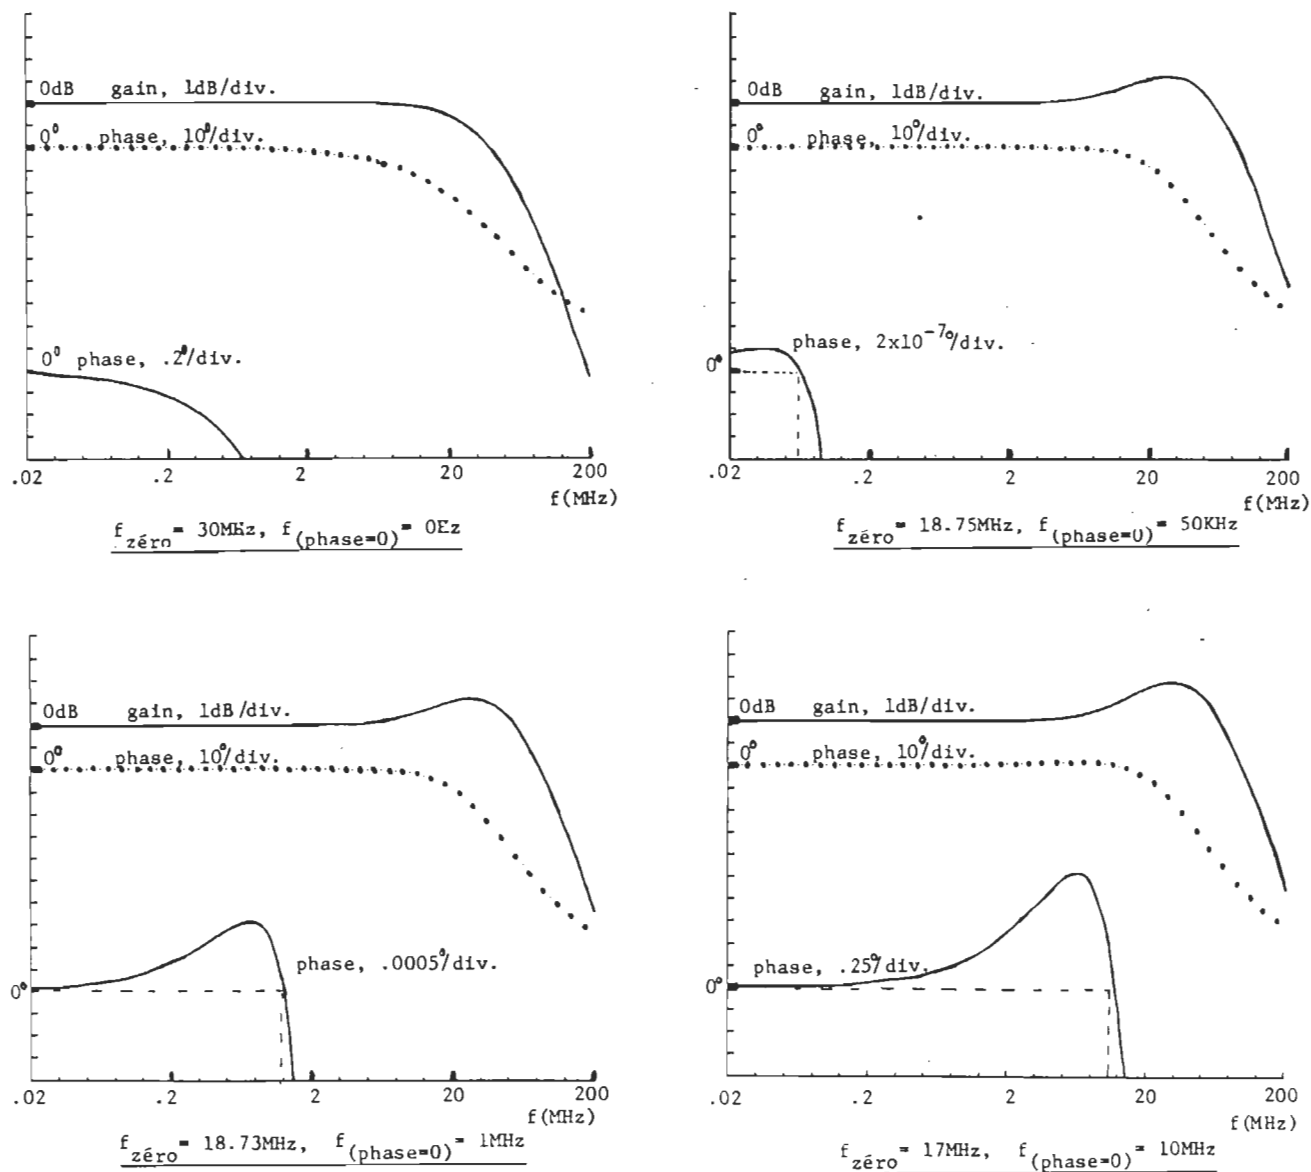 0dB gain, 1dB/div.
0° phase, 10°/div.
0° phase, .2°/div.
.02 .2 2 20 200
f(MHz)
f zéro = 30MHz, f (phase=0) = 0Hz
0dB gain, 1dB/div.
0° phase, 10°/div.
phase, 2x10⁻⁷°/div.
0°
.02 .2 2 20 200
f(MHz)
f zéro = 18.75MHz, f (phase=0) = 50KHz
0dB gain, 1dB/div.
0° phase, 10°/div.
phase, .0005°/div.
0°
.02 .2 2 20 200
f(MHz)
f zéro = 18.73MHz, f (phase=0) = 1MHz
0dB gain, 1dB/div.
0° phase, 10°/div.
phase, .25°/div.
0°
.02 .2 2 20 200
f(MHz)
f zéro = 17MHz, f (phase=0) = 10MHz